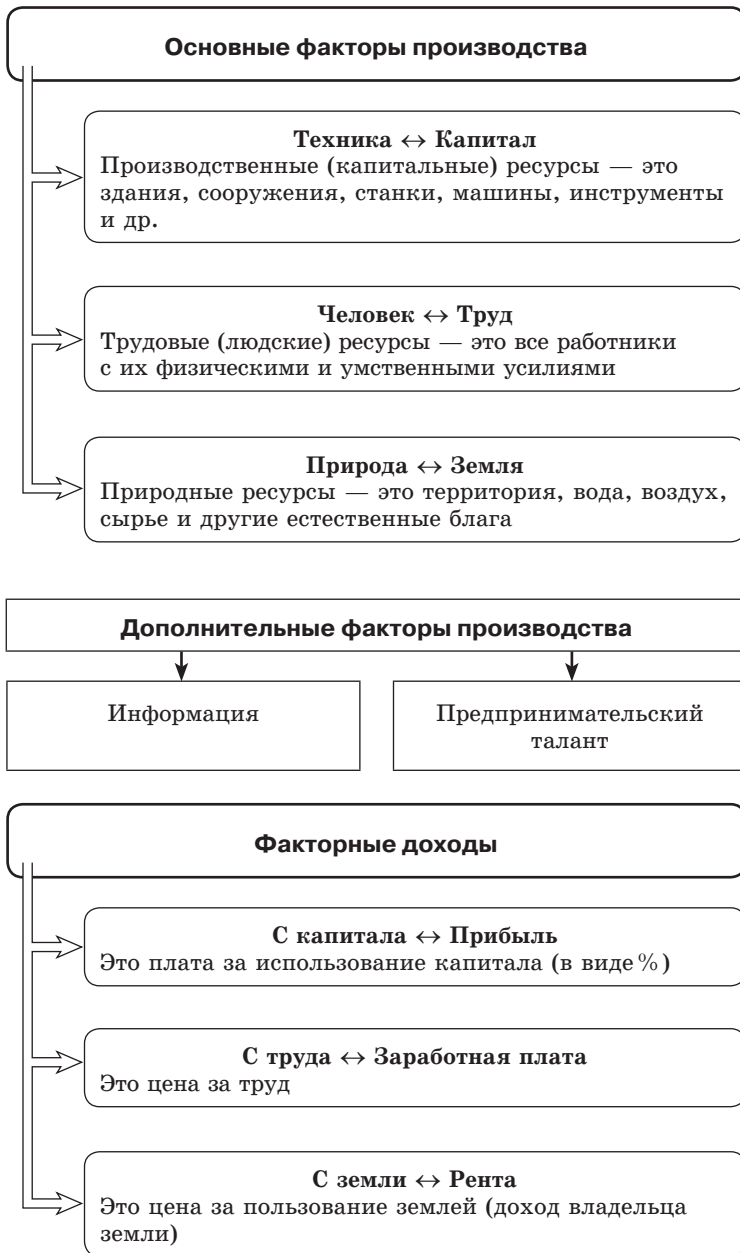 Основные факторы производства
Техника ↔ Капитал
Производственные (капитальные) ресурсы — это
здания, сооружения, станки, машины, инструменты
и др.
Человек ↔ Труд
Трудовые (людские) ресурсы — это все работники
с их физическими и умственными усилиями
Природа ↔ Земля
Природные ресурсы — это территория, вода, воздух,
сырье и другие естественные блага
Дополнительные факторы производства
Информация
Предпринимательский
талант
Факторные доходы
С капитала ↔ Прибыль
Это плата за использование капитала (в виде %)
С труда ↔ Заработная плата
Это цена за труд
С земли ↔ Рента
Это цена за пользование землей (доход владельца
земли)